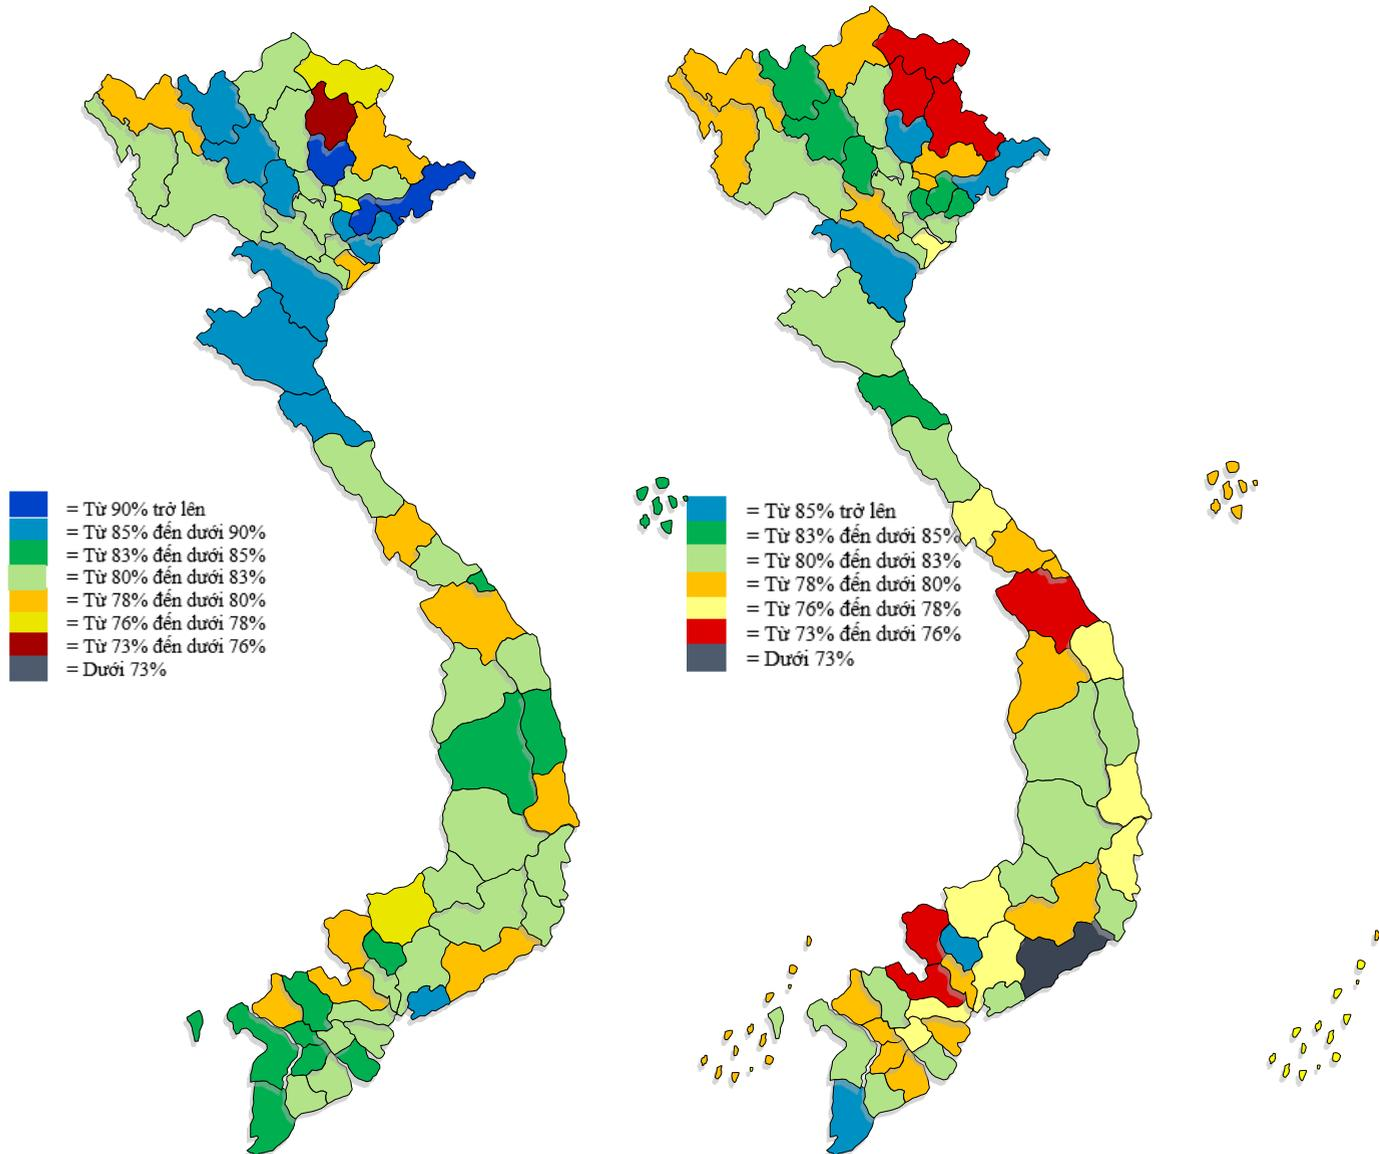 = Từ 90% trở lên
= Từ 85% đến dưới 90%
= Từ 83% đến dưới 85%
= Từ 80% đến dưới 83%
= Từ 78% đến dưới 80%
= Từ 76% đến dưới 78%
= Từ 73% đến dưới 76%
= Dưới 73%
= Từ 85% trở lên
= Từ 83% đến dưới 85%
= Từ 80% đến dưới 83%
= Từ 78% đến dưới 80%
= Từ 76% đến dưới 78%
= Từ 73% đến dưới 76%
= Dưới 73%